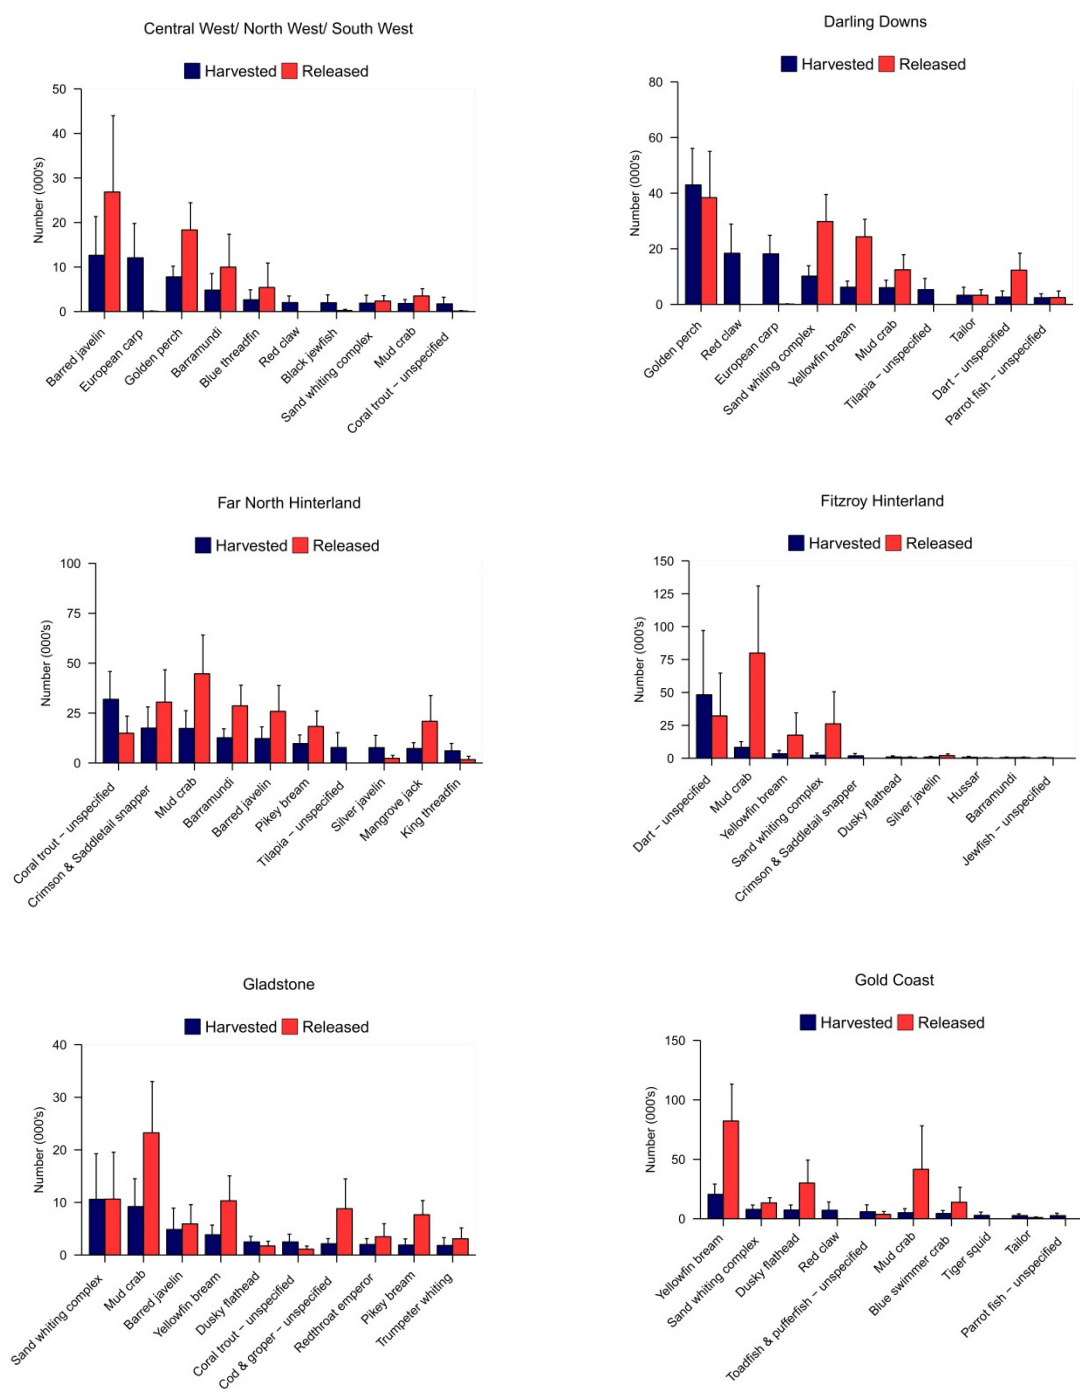 Central West/ North West/ South West
Harvested Released
Number (000's)
50
40
30
20
10
0
Barred javelin
European carp
Golden perch
Barramundi
Blue threadfin
Red claw
Black jewfish
Sand whiting complex
Mud crab
Coral trout − unspecified
Darling Downs
Harvested Released
Number (000's)
80
60
40
20
0
Golden perch
Red claw
European carp
Sand whiting complex
Yellowfin bream
Mud crab
Tilapia − unspecified
Tailor
Dart − unspecified
Parrot fish − unspecified
Far North Hinterland
Harvested Released
Number (000's)
100
75
50
25
0
Coral trout − unspecified
Crimson & Saddletail snapper
Mud crab
Barramundi
Barred javelin
Pikey bream
Tilapia − unspecified
Silver javelin
Mangrove jack
King threadfin
Fitzroy Hinterland
Harvested Released
Number (000's)
150
125
100
75
50
25
0
Dart − unspecified
Mud crab
Yellowfin bream
Sand whiting complex
Crimson & Saddletail snapper
Dusky flathead
Silver javelin
Hussar
Barramundi
Jewfish − unspecified
Gladstone
Harvested Released
Number (000's)
40
30
20
10
0
Sand whiting complex
Mud crab
Barred javelin
Yellowfin bream
Dusky flathead
Coral trout − unspecified
Cod & groper − unspecified
Redthroat emperor
Pikey bream
Trumpeter whiting
Gold Coast
Harvested Released
Number (000's)
150
100
50
0
Yellowfin bream
Sand whiting complex
Dusky flathead
Red claw
Toadfish & pufferfish − unspecified
Mud crab
Blue swimmer crab
Tiger squid
Tailor
Parrot fish − unspecified